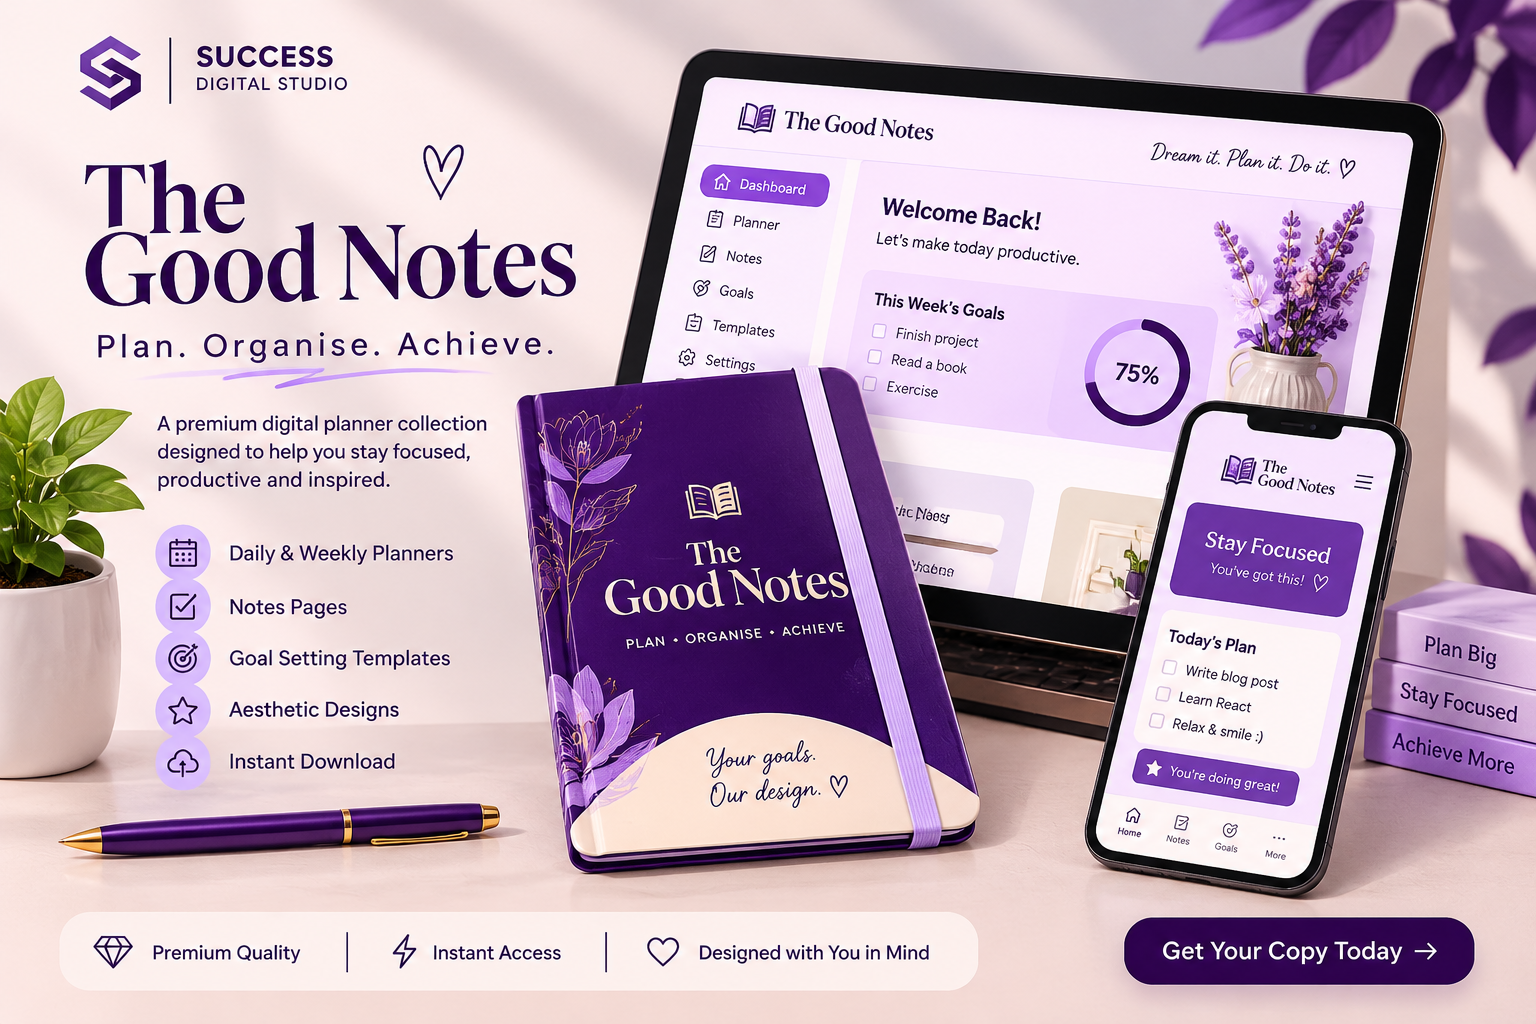 SUCCESS
DIGITAL STUDIO
The
Good Notes
Plan. Organise. Achieve.
A premium digital planner collection
designed to help you stay focused,
productive and inspired.
Daily & Weekly Planners
Notes Pages
Goal Setting Templates
Aesthetic Designs
Instant Download
The Good Notes
Dream it. Plan it. Do it.
Dashboard
Planner
Notes
Goals
Templates
Settings
Welcome Back!
Let's make today productive.
This Week's Goals
Finish project
Read a book
Exercise
75%
The
Good Notes
PLAN • ORGANISE • ACHIEVE
Your goals.
Our design.
The
Good Notes
Stay Focused
You've got this!
Today's Plan
Write blog post
Learn React
Relax & smile :)
You're doing great!
Home
Notes
Goals
More
Plan Big
Stay Focused
Achieve More
Premium Quality
Instant Access
Designed with You in Mind
Get Your Copy Today →